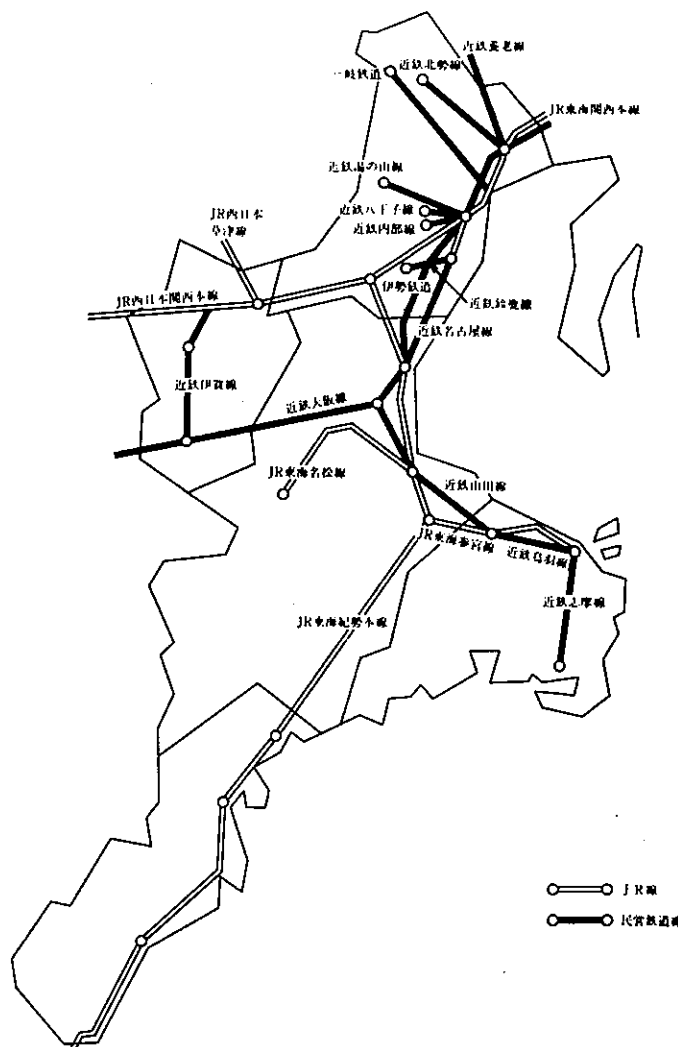 近鉄養老線
近鉄北勢線
三岐鉄道
JR東海関西本線
近鉄湯の山線
近鉄八王子線
近鉄内部線
JR西日本
草津線
伊勢鉄道
近鉄鈴鹿線
JR西日本関西本線
近鉄名古屋線
近鉄伊賀線
近鉄大阪線
JR東海名松線
近鉄山田線
JR東海参宮線
近鉄鳥羽線
近鉄志摩線
JR東海紀勢本線
JR線
民営鉄道線